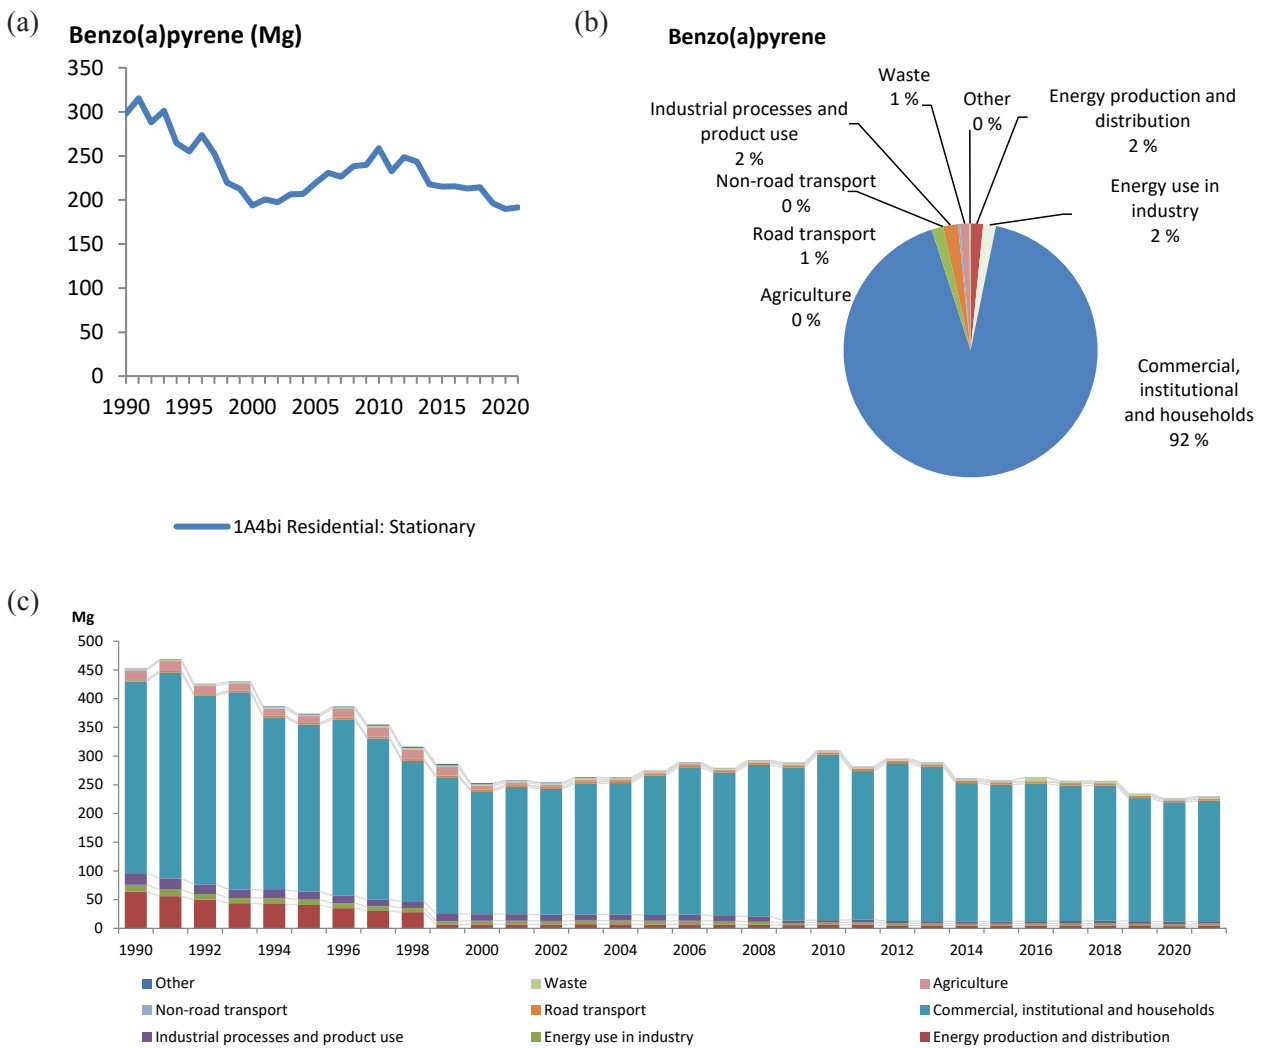 (a)
Benzo(a)pyrene (Mg)
350
300
250
200
150
100
50
0
1990 1995 2000 2005 2010 2015 2020
1A4bi Residential: Stationary
(b)
Benzo(a)pyrene
Waste
1 %
Other
0 %
Energy production and
distribution
2 %
Industrial processes and
product use
2 %
Non-road transport
0 %
Energy use in
industry
2 %
Road transport
1 %
Agriculture
0 %
Commercial,
institutional
and households
92 %
(c)
Mg
500
450
400
350
300
250
200
150
100
50
0
1990 1992 1994 1996 1998 2000 2002 2004 2006 2008 2010 2012 2014 2016 2018 2020
Other Waste Agriculture
Non-road transport Road transport Commercial, institutional and households
Industrial processes and product use Energy use in industry Energy production and distribution